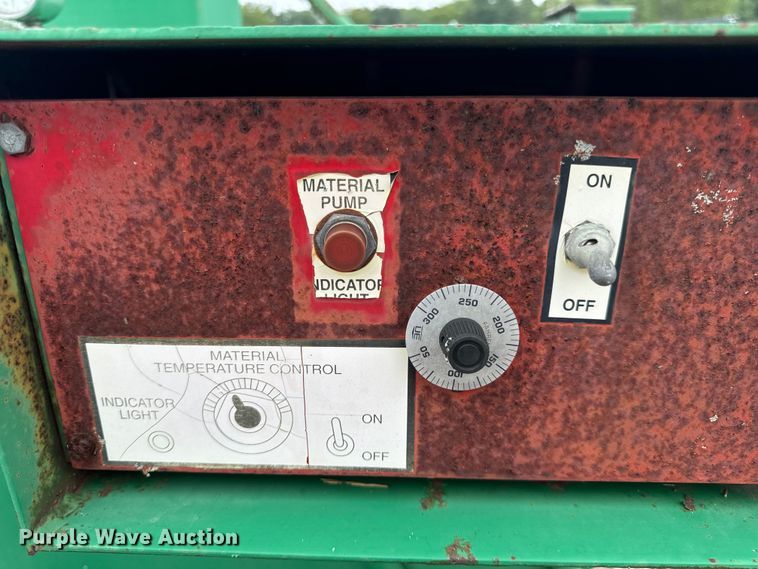 MATERIAL
PUMP
NDICATOR
LIGHT
ON
OFF
300
250
200
150
100
50
MATERIAL
TEMPERATURE CONTROL
INDICATOR
LIGHT
ON
OFF
Purple Wave Auction